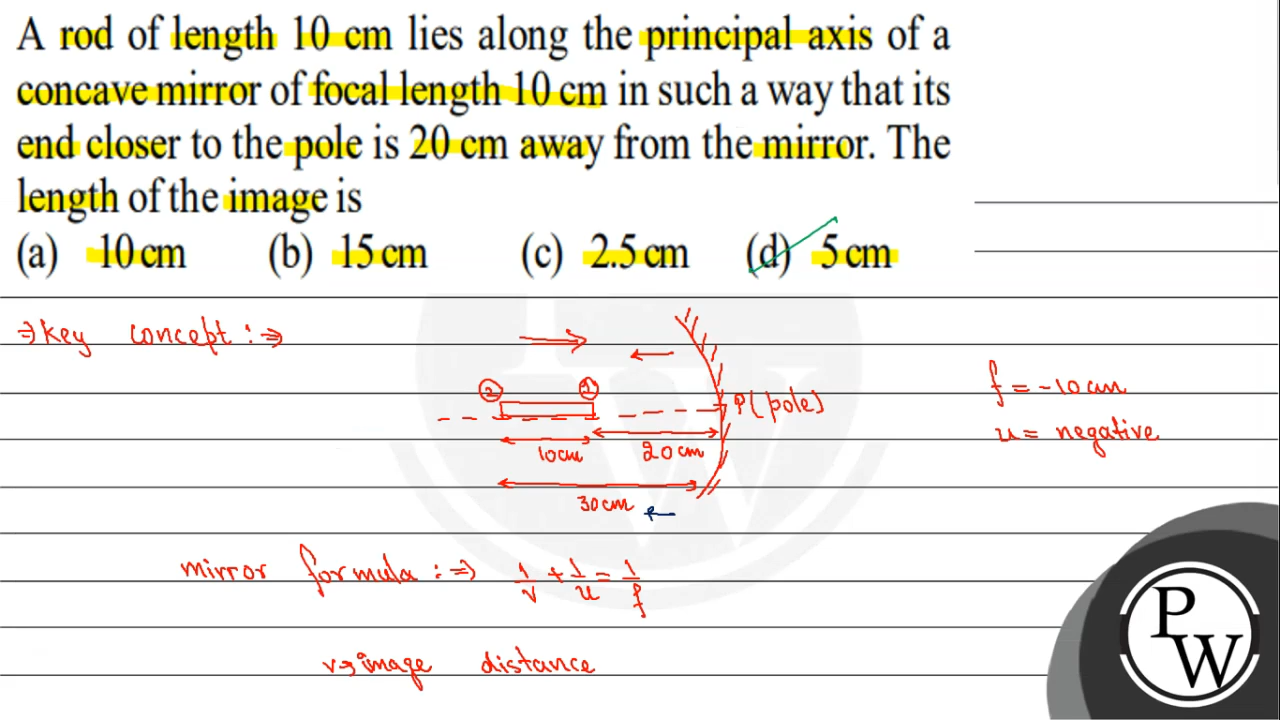 A rod of length 10 cm lies along the principal axis of a
concave mirror of focal length 10 cm in such a way that its
end closer to the pole is 20 cm away from the mirror. The
length of the image is
(a) 10 cm (b) 15 cm (c) 2.5 cm (d) 5 cm
⇒ Key concept :⇒
② ①
P(pole)
10cm 20cm
30cm
f = -10cm
u = negative
mirror formula :⇒ 1/v + 1/u = 1/f
v→image distance
P
W